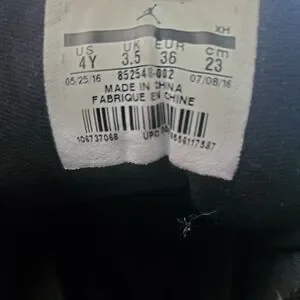 XH
US UK EUR cm
4Y 3.5 36 23
05/25/16 852548-002 07/08/16
MADE IN CHINA
FABRIQUE EN CHINE
106737068 UPC